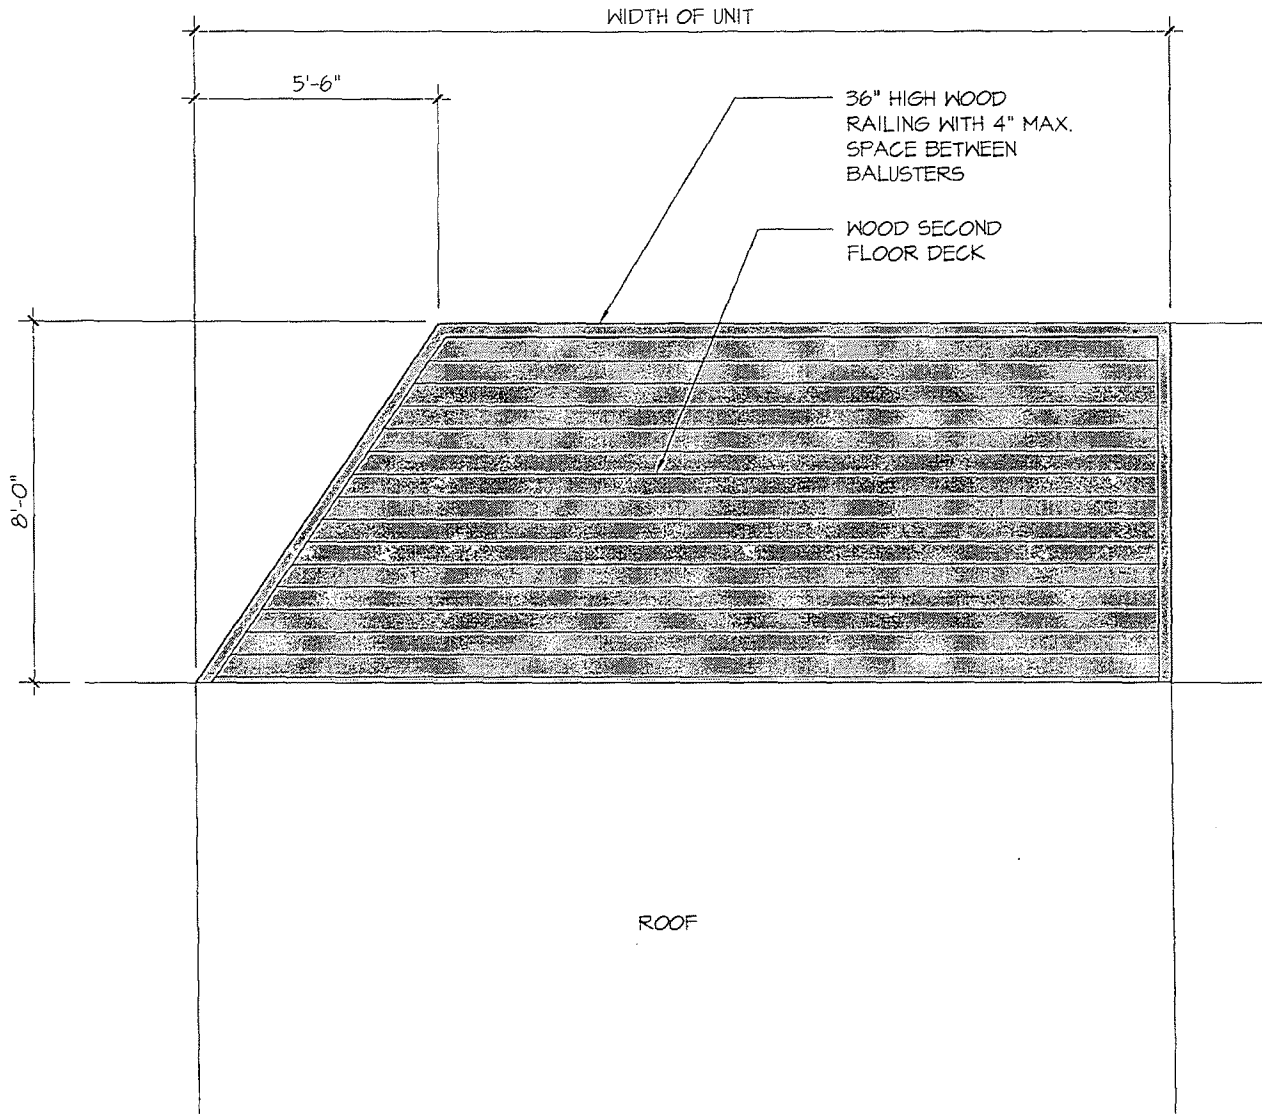 WIDTH OF UNIT
5'-6"
36" HIGH WOOD
RAILING WITH 4" MAX.
SPACE BETWEEN
BALUSTERS
WOOD SECOND
FLOOR DECK
8'-0"
ROOF